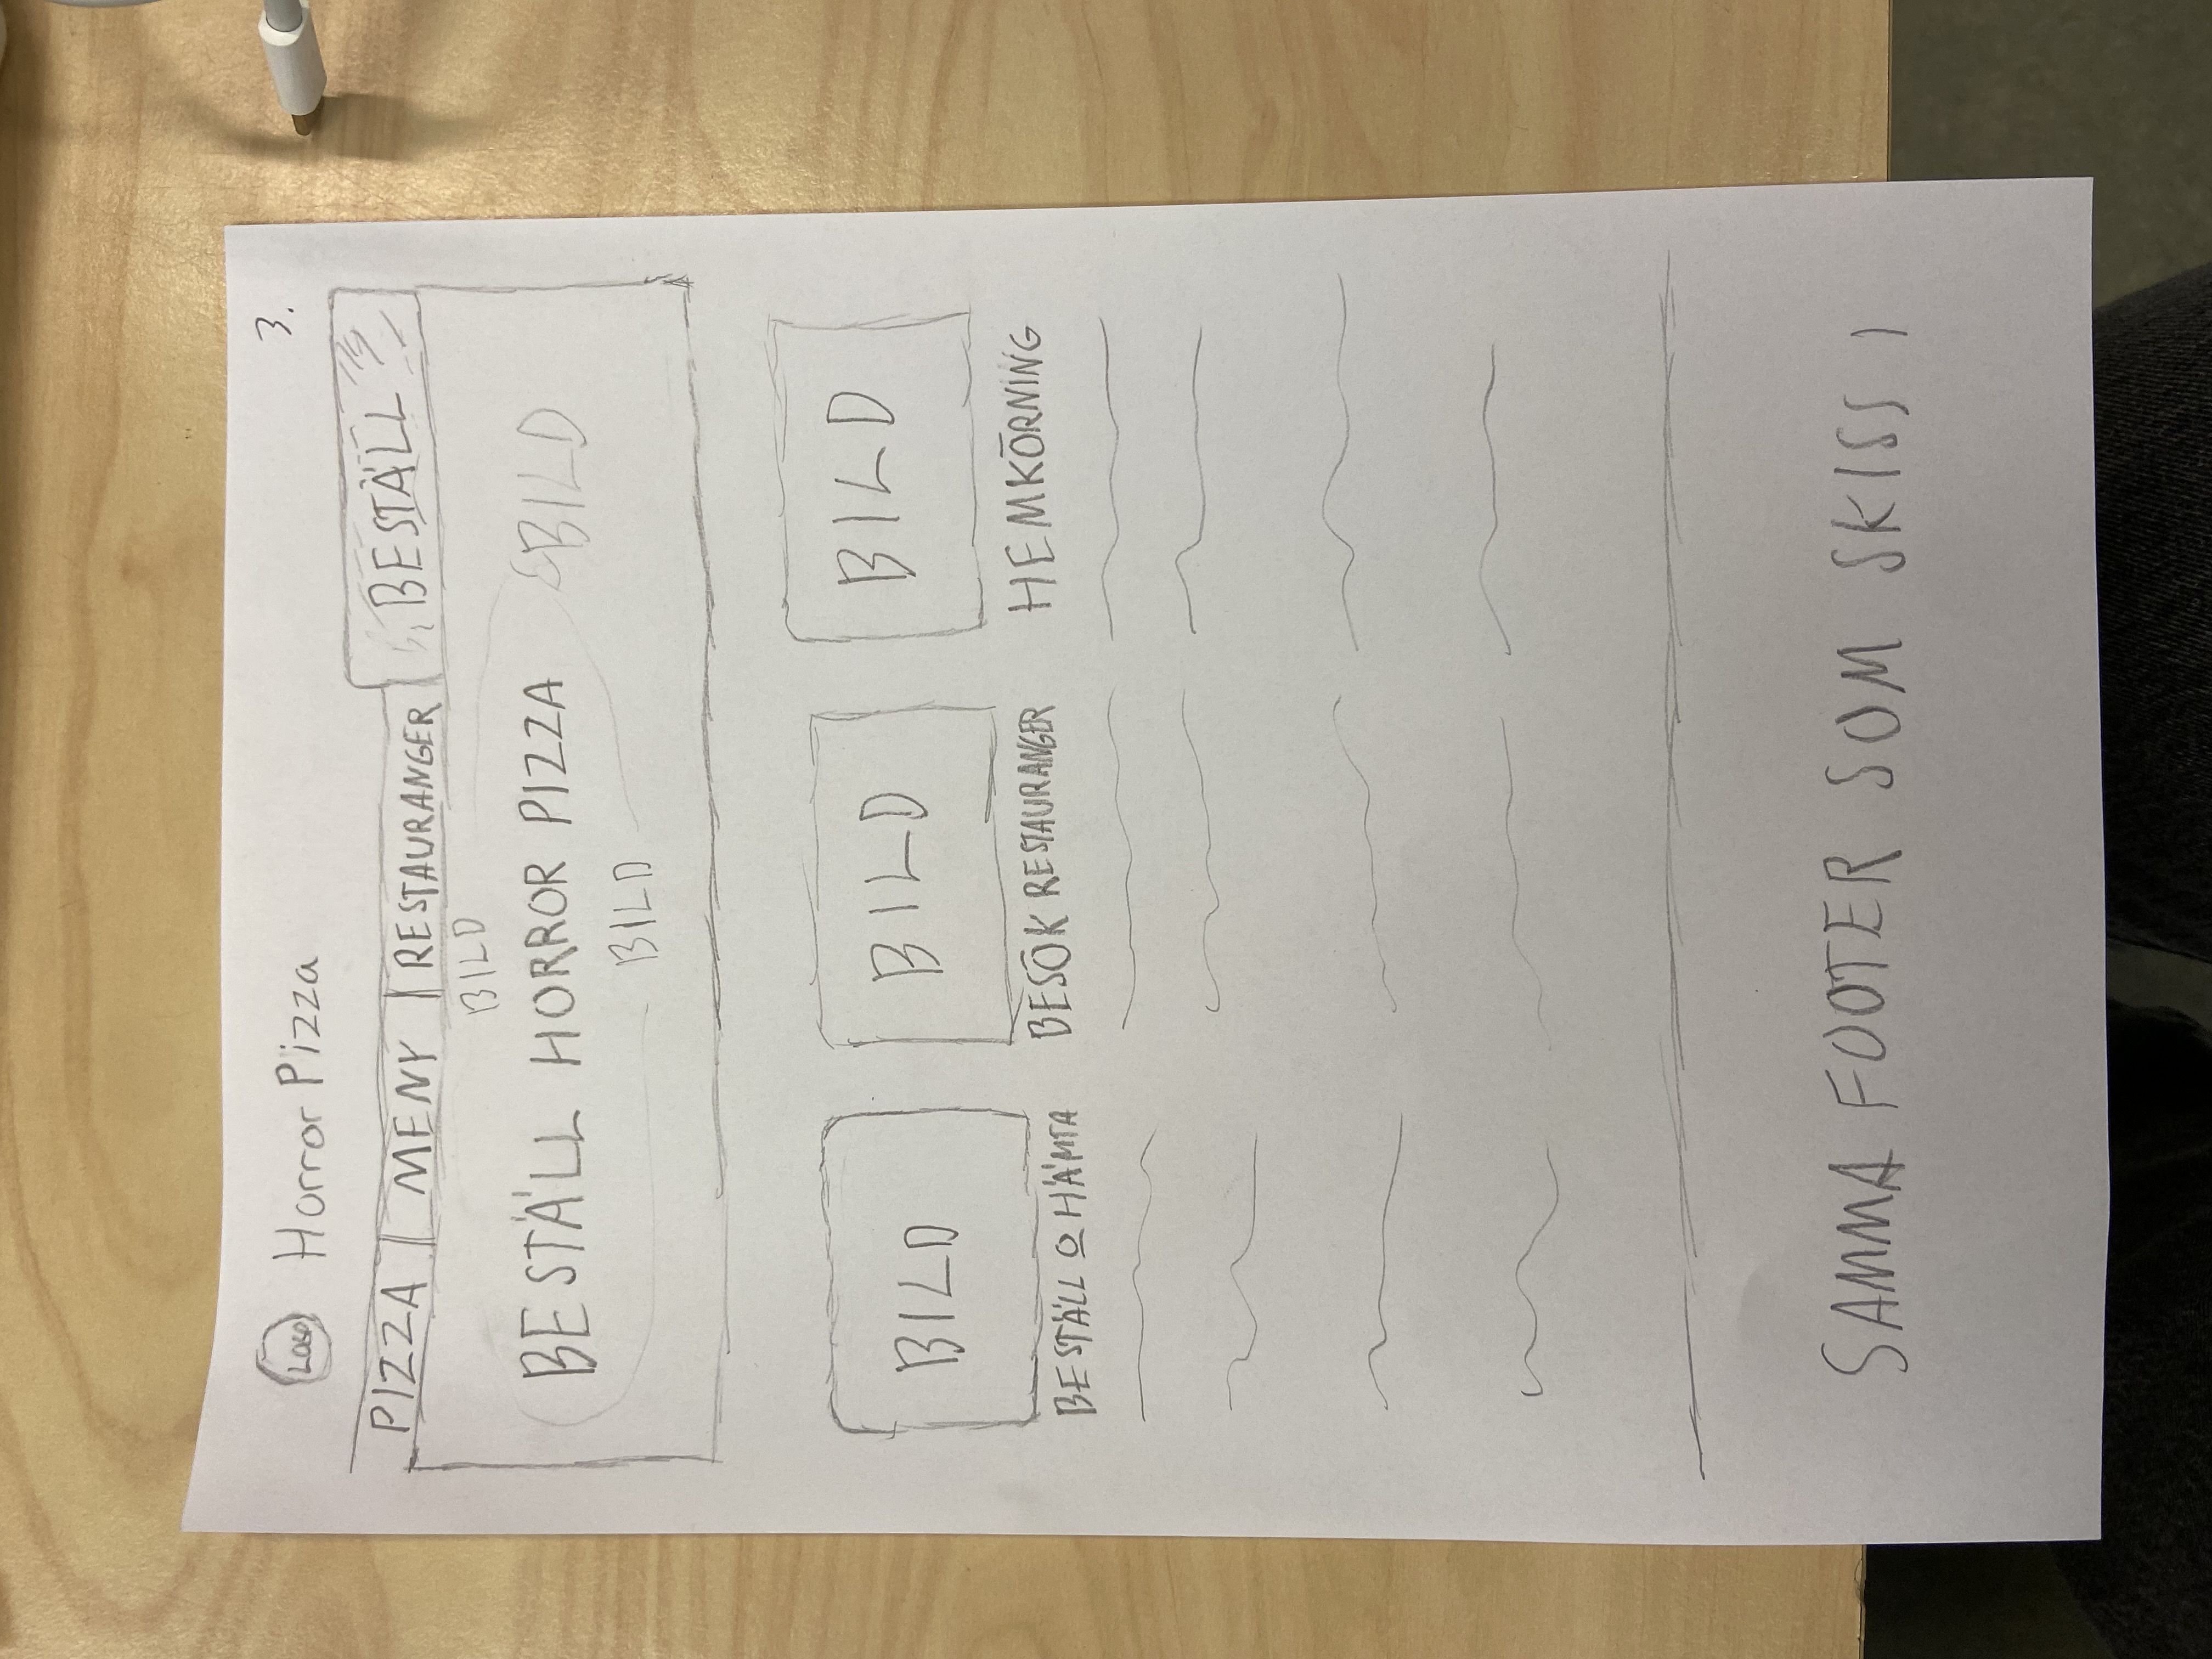 LOGO Horror Pizza 3.
PIZZA MENY RESTAURANGER BESTÄLL
BILD
BESTÄLL HORROR PIZZA BILD
BILD
BILD BILD BILD
BESTÄLL O HÄMTA BESÖK RESTAURANGER HEMKÖRNING
SAMMA FOOTER SOM SKISS 1